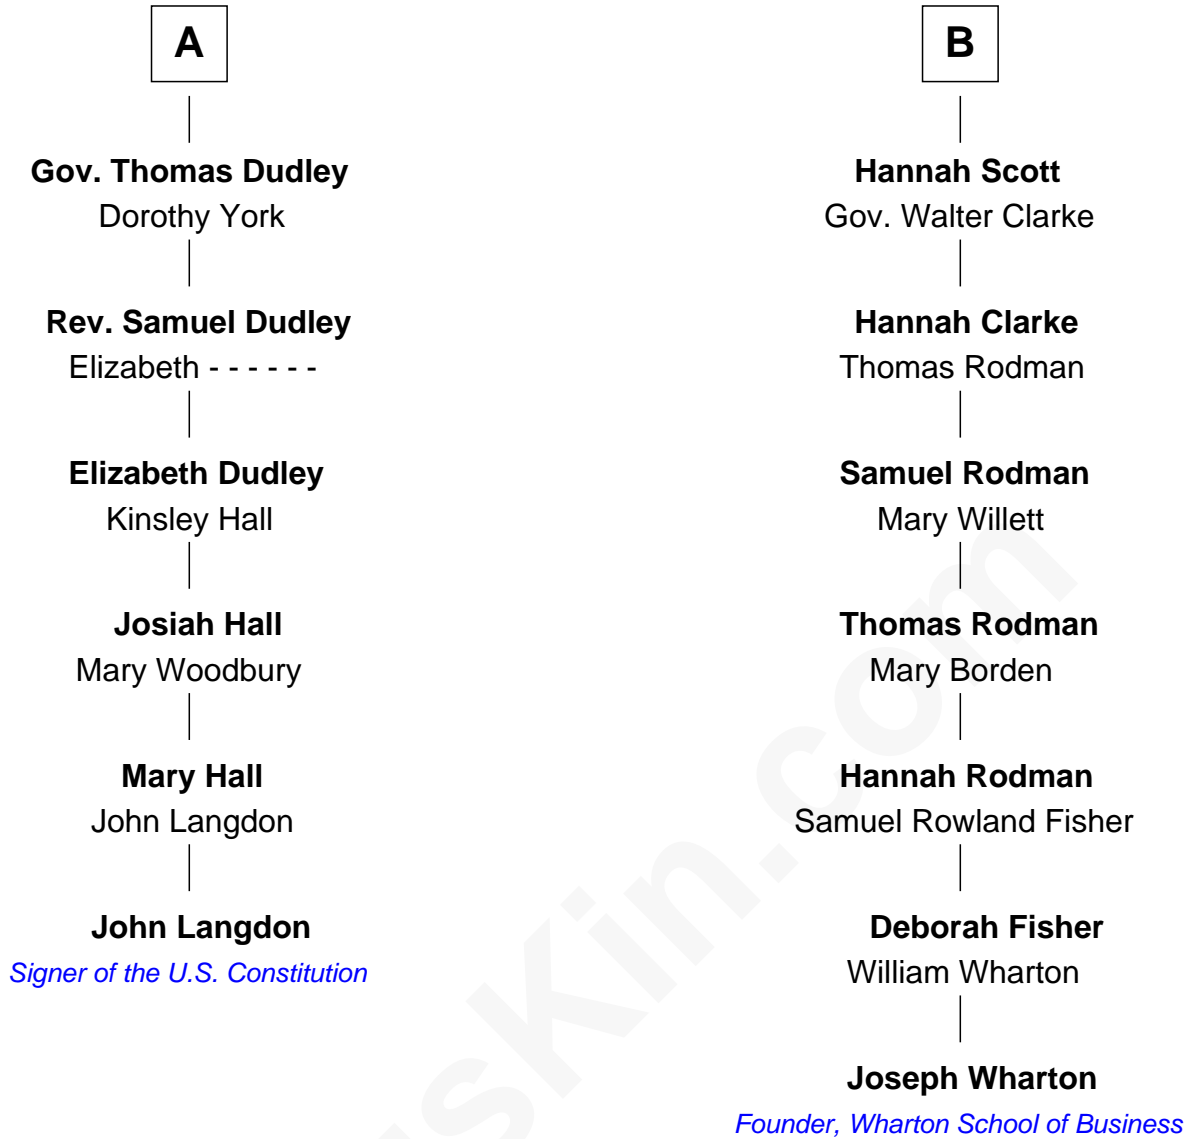 A
Gov. Thomas Dudley
Dorothy York
Rev. Samuel Dudley
Elizabeth - - - - - -
Elizabeth Dudley
Kinsley Hall
Josiah Hall
Mary Woodbury
Mary Hall
John Langdon
John Langdon
Signer of the U.S. Constitution
B
Hannah Scott
Gov. Walter Clarke
Hannah Clarke
Thomas Rodman
Samuel Rodman
Mary Willett
Thomas Rodman
Mary Borden
Hannah Rodman
Samuel Rowland Fisher
Deborah Fisher
William Wharton
Joseph Wharton
Founder, Wharton School of Business